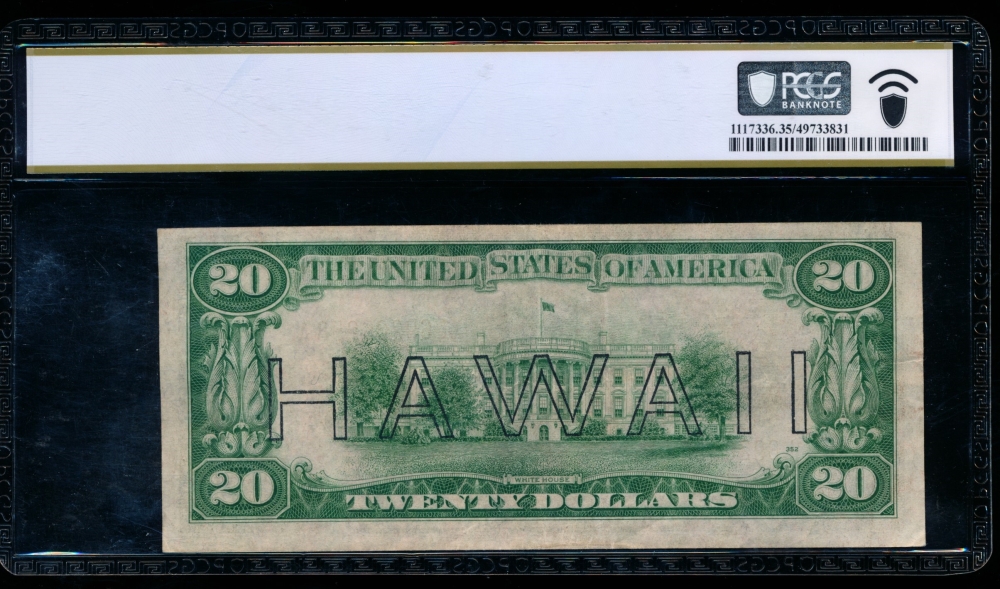 PCGS
BANKNOTE
1117336.35/49733831
20 THE UNITED STATES OF AMERICA 20
HAWAII
353
20 WHITE HOUSE 20
TWENTY DOLLARS